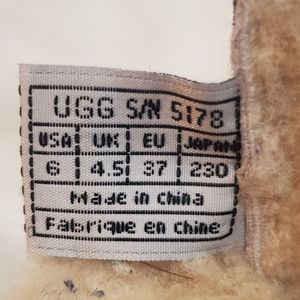 UGG S/N 5178
USA UK EU JAPAN
6 4.5 37 230
Made in China
Fabrique en Chine